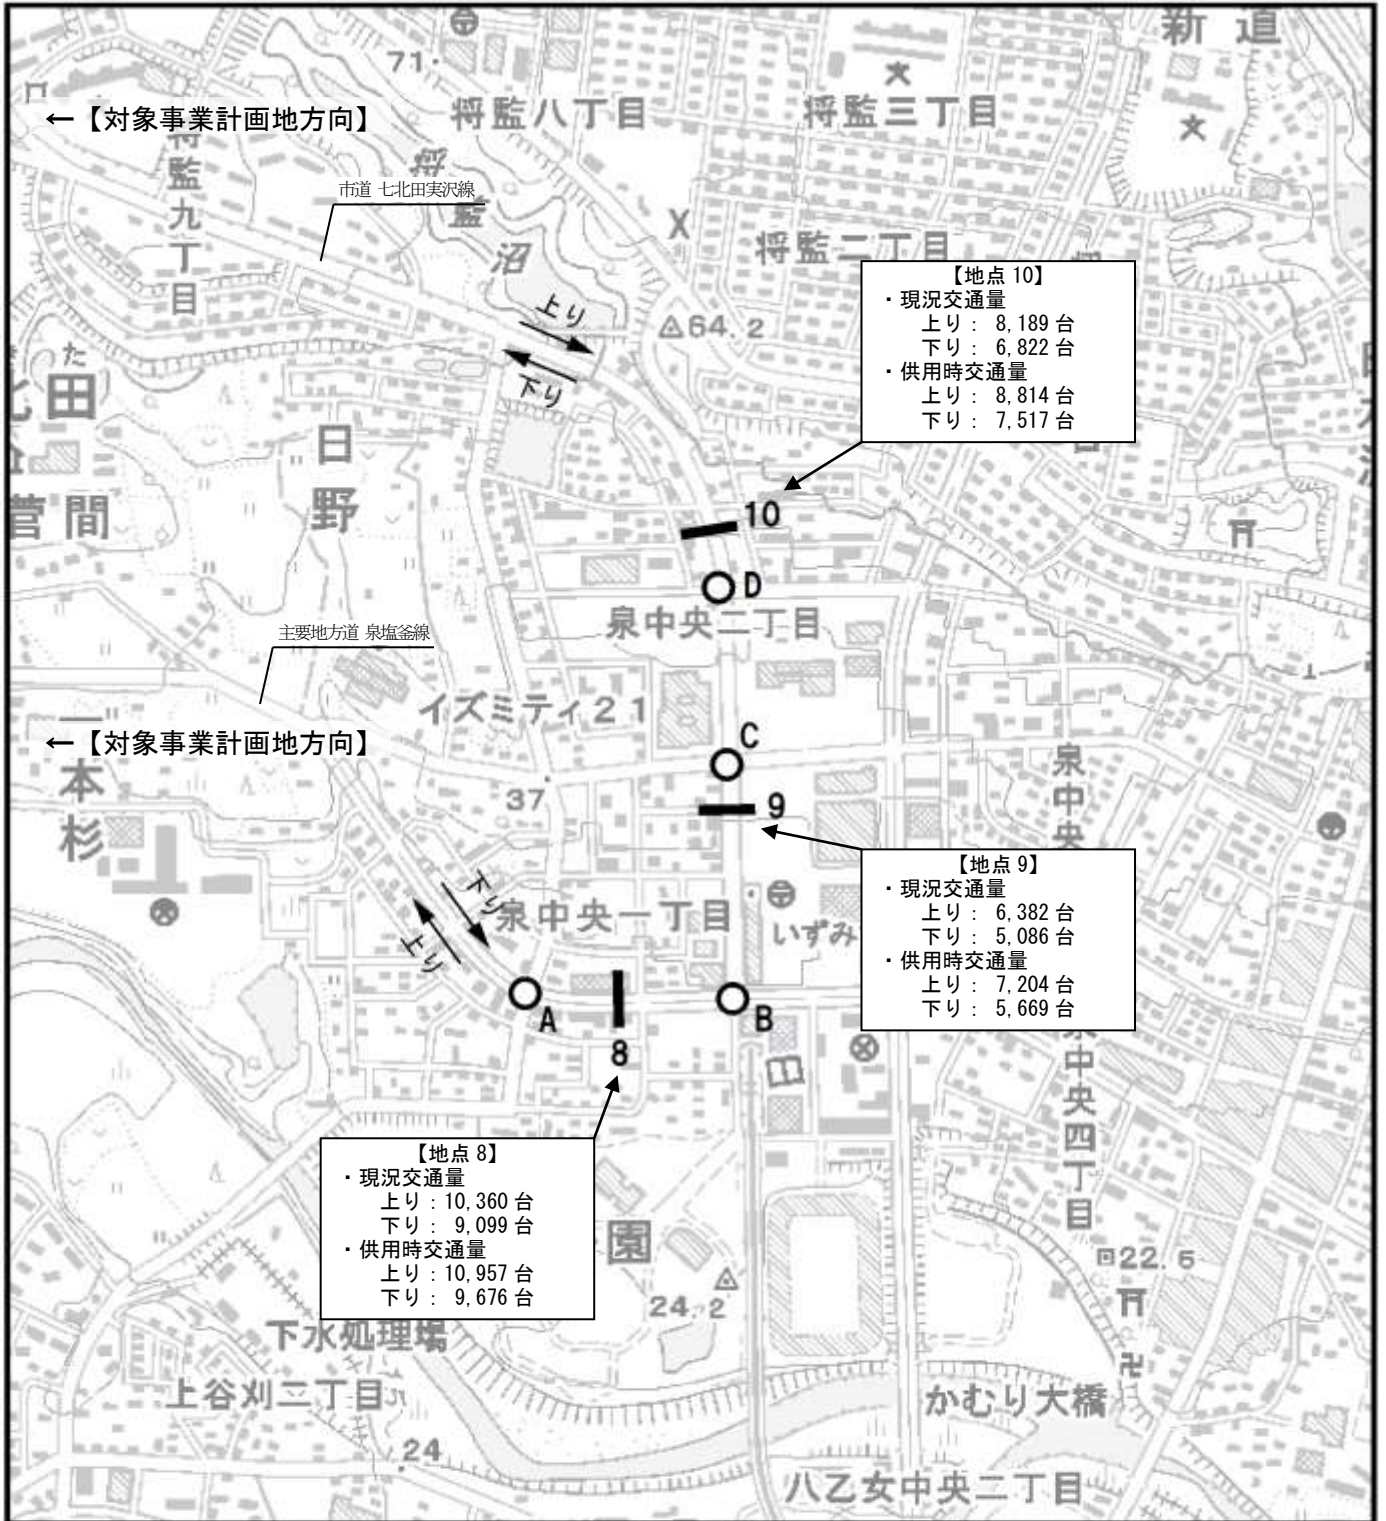 新道
71
将監八丁目
将監三丁目
←【対象事業計画地方向】
将監九丁目
将監沼
市道 七北田実沢線
将監二丁目
上り
下り
64.2
【地点 10】
・現況交通量
上り： 8,189 台
下り： 6,822 台
・供用時交通量
上り： 8,814 台
下り： 7,517 台
た
七北田
日野
菅間
10
D
泉中央二丁目
主要地方道 泉塩釜線
イズミティ21
←【対象事業計画地方向】
C
37
9
一本杉
泉中央
【地点 9】
・現況交通量
上り： 6,382 台
下り： 5,086 台
・供用時交通量
上り： 7,204 台
下り： 5,669 台
下り
上り
泉中央一丁目
いずみ
A
B
8
泉中央四丁目
【地点 8】
・現況交通量
上り：10,360 台
下り： 9,099 台
・供用時交通量
上り：10,957 台
下り： 9,676 台
園
22.5
24.2
下水処理場
上谷刈二丁目
かむり大橋
24
八乙女中央二丁目